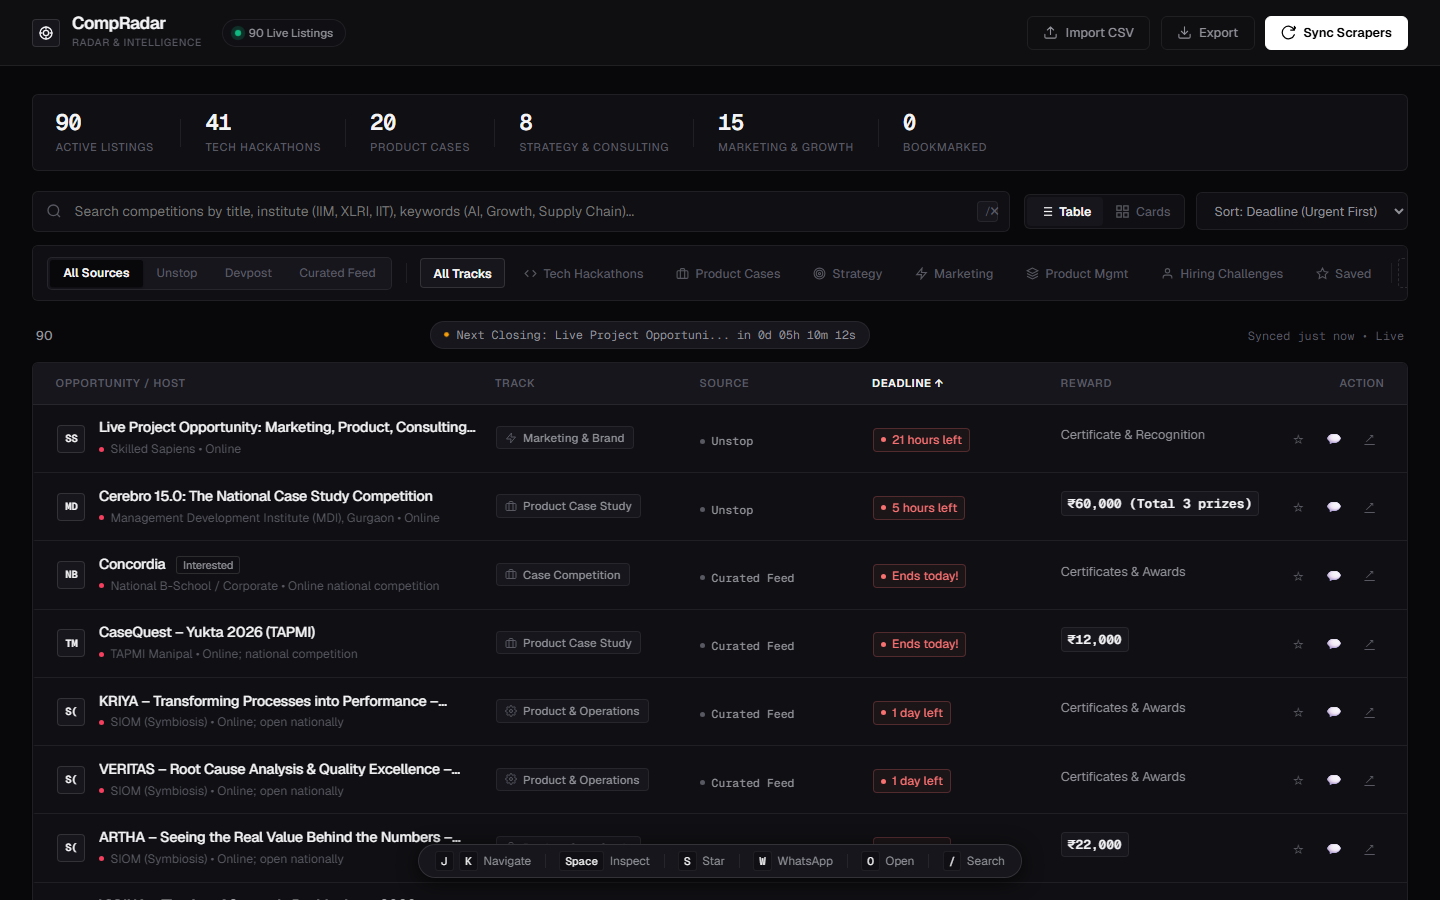 CompRadar
RADAR & INTELLIGENCE
90 Live Listings
Import CSV
Export
Sync Scrapers
90
ACTIVE LISTINGS
41
TECH HACKATHONS
20
PRODUCT CASES
8
STRATEGY & CONSULTING
15
MARKETING & GROWTH
0
BOOKMARKED
Search competitions by title, institute (IIM, XLRI, IIT), keywords (AI, Growth, Supply Chain)...
/
Table
Cards
Sort: Deadline (Urgent First)
All Sources
Unstop
Devpost
Curated Feed
All Tracks
Tech Hackathons
Product Cases
Strategy
Marketing
Product Mgmt
Hiring Challenges
Saved
90
Next Closing: Live Project Opportuni... in 0d 05h 10m 12s
Synced just now • Live
OPPORTUNITY / HOST TRACK SOURCE DEADLINE ↑ REWARD ACTION
SS
Live Project Opportunity: Marketing, Product, Consulting...
Skilled Sapiens • Online
Marketing & Brand
Unstop
21 hours left
Certificate & Recognition
MD
Cerebro 15.0: The National Case Study Competition
Management Development Institute (MDI), Gurgaon • Online
Product Case Study
Unstop
5 hours left
₹60,000 (Total 3 prizes)
NB
Concordia Interested
National B-School / Corporate • Online national competition
Case Competition
Curated Feed
Ends today!
Certificates & Awards
TM
CaseQuest – Yukta 2026 (TAPMI)
TAPMI Manipal • Online; national competition
Product Case Study
Curated Feed
Ends today!
₹12,000
S(
KRIYA – Transforming Processes into Performance –...
SIOM (Symbiosis) • Online; open nationally
Product & Operations
Curated Feed
1 day left
Certificates & Awards
S(
VERITAS – Root Cause Analysis & Quality Excellence –...
SIOM (Symbiosis) • Online; open nationally
Product & Operations
Curated Feed
1 day left
Certificates & Awards
S(
ARTHA – Seeing the Real Value Behind the Numbers –...
SIOM (Symbiosis) • Online; open nationally
₹22,000
J K Navigate
Space Inspect
S Star
W WhatsApp
O Open
/ Search